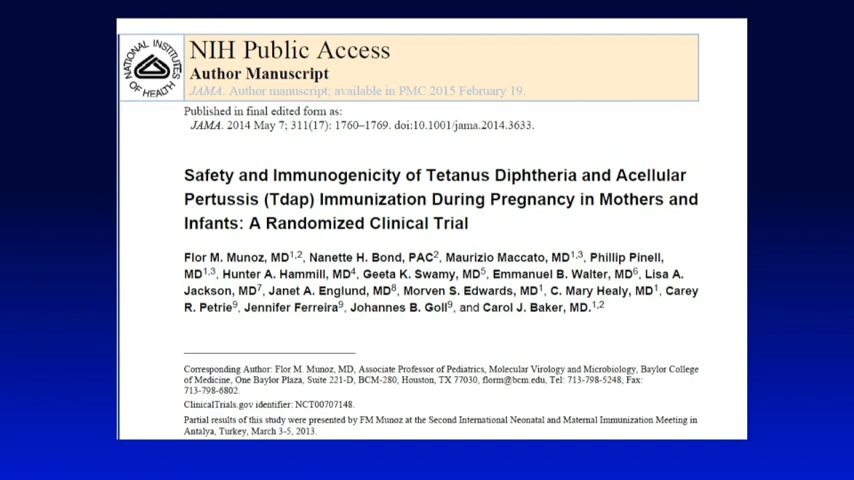 NATIONAL INSTITUTES OF HEALTH
NIH Public Access
Author Manuscript
JAMA. Author manuscript; available in PMC 2015 February 19.
Published in final edited form as:
JAMA. 2014 May 7; 311(17): 1760–1769. doi:10.1001/jama.2014.3633.
Safety and Immunogenicity of Tetanus Diphtheria and Acellular
Pertussis (Tdap) Immunization During Pregnancy in Mothers and
Infants: A Randomized Clinical Trial
Flor M. Munoz, MD1,2, Nanette H. Bond, PAC2, Maurizio Maccato, MD1,3, Phillip Pinell,
MD1,3, Hunter A. Hammill, MD4, Geeta K. Swamy, MD5, Emmanuel B. Walter, MD6, Lisa A.
Jackson, MD7, Janet A. Englund, MD8, Morven S. Edwards, MD1, C. Mary Healy, MD1, Carey
R. Petrie9, Jennifer Ferreira9, Johannes B. Goll9, and Carol J. Baker, MD.1,2
Corresponding Author: Flor M. Munoz, MD, Associate Professor of Pediatrics, Molecular Virology and Microbiology, Baylor College
of Medicine, One Baylor Plaza, Suite 221-D, BCM-280, Houston, TX 77030, florm@bcm.edu, Tel: 713-798-5248, Fax:
713-798-6802.
ClinicalTrials.gov identifier: NCT00707148.
Partial results of this study were presented by FM Munoz at the Second International Neonatal and Maternal Immunization Meeting in
Antalya, Turkey, March 3-5, 2013.